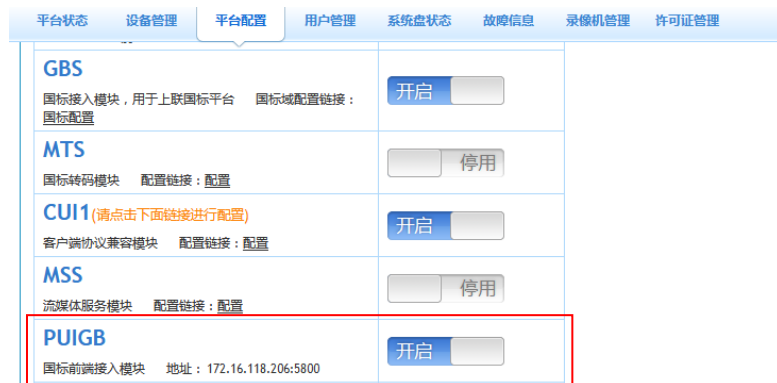 平台状态 设备管理 平台配置 用户管理 系统盘状态 故障信息 录像机管理 许可证管理
GBS
国标接入模块，用于上联国标平台 国标域配置链接：
国标配置
开启
MTS
国标转码模块 配置链接：配置
停用
CUI1(请点击下面链接进行配置)
客户端协议兼容模块 配置链接：配置
开启
MSS
流媒体服务模块 配置链接：配置
停用
PUIGB
国标前端接入模块 地址：172.16.118.206:5800
开启